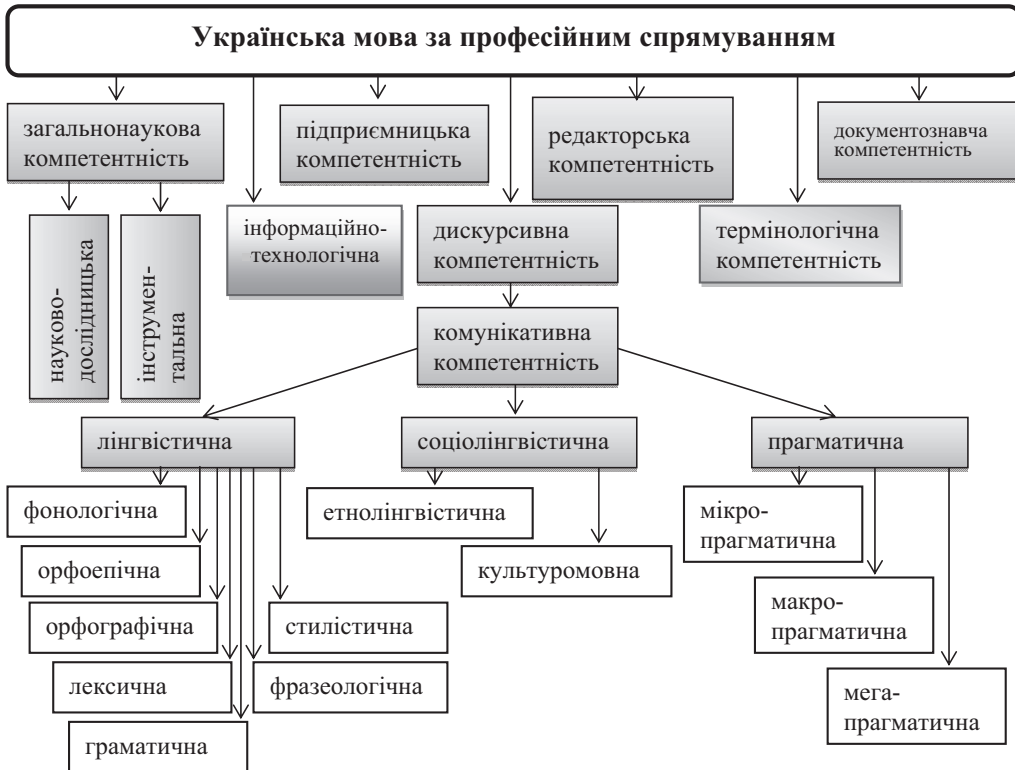 Українська мова за професійним спрямуванням
загальнонаукова
компетентність
підприємницька
компетентність
редакторська
компетентність
документознавча
компетентність
науково-
дослідницька
інструмен-
тальна
інформаційно-
технологічна
дискурсивна
компетентність
термінологічна
компетентність
комунікативна
компетентність
лінгвістична
соціолінгвістична
прагматична
фонологічна
орфоепічна
орфографічна
лексична
граматична
стилістична
фразеологічна
етнолінгвістична
культуромовна
мікро-
прагматична
макро-
прагматична
мега-
прагматична